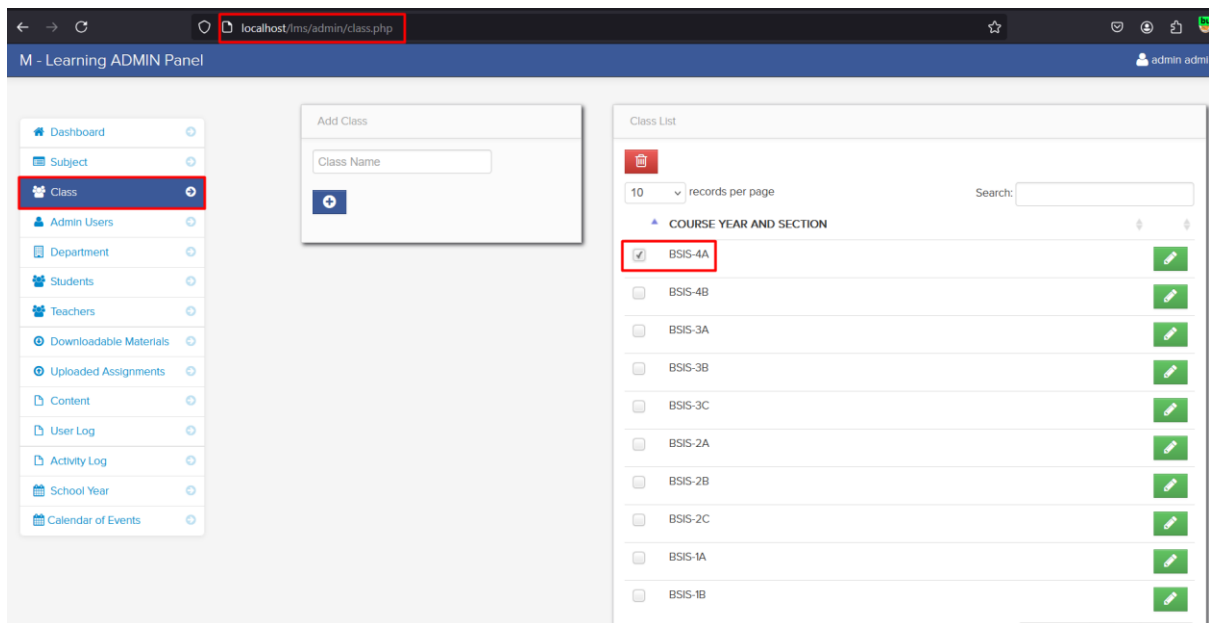 localhost/lms/admin/class.php
M - Learning ADMIN Panel
admin admi
Dashboard
Subject
Class
Admin Users
Department
Students
Teachers
Downloadable Materials
Uploaded Assignments
Content
User Log
Activity Log
School Year
Calendar of Events
Add Class
Class Name
Class List
10 records per page Search:
COURSE YEAR AND SECTION
BSIS-4A
BSIS-4B
BSIS-3A
BSIS-3B
BSIS-3C
BSIS-2A
BSIS-2B
BSIS-2C
BSIS-1A
BSIS-1B